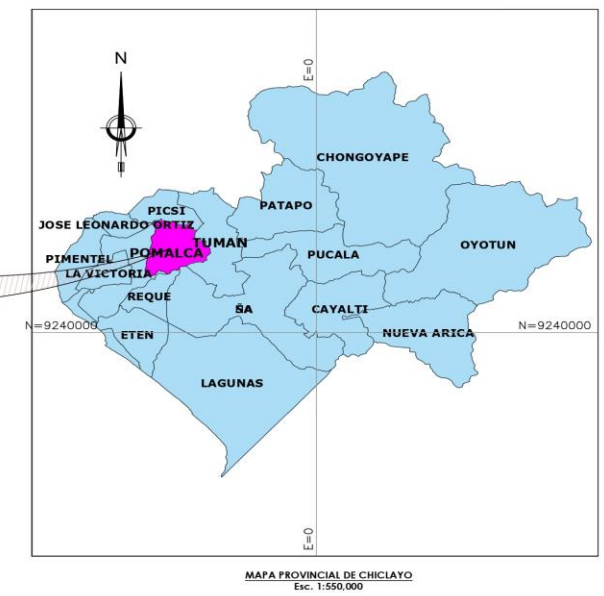 N
E=0
CHONGOYAPE
PATAPO
PICSI
JOSE LEONARDO ORTIZ
TUMAN
OYOTUN
POMALCA
PUCALA
PIMENTEL
LA VICTORIA
REQUE
CAYALTI
N=9240000
N=9240000
ETEN
NUEVA ARICA
LAGUNAS
E=0
MAPA PROVINCIAL DE CHICLAYO
Esc. 1:550,000